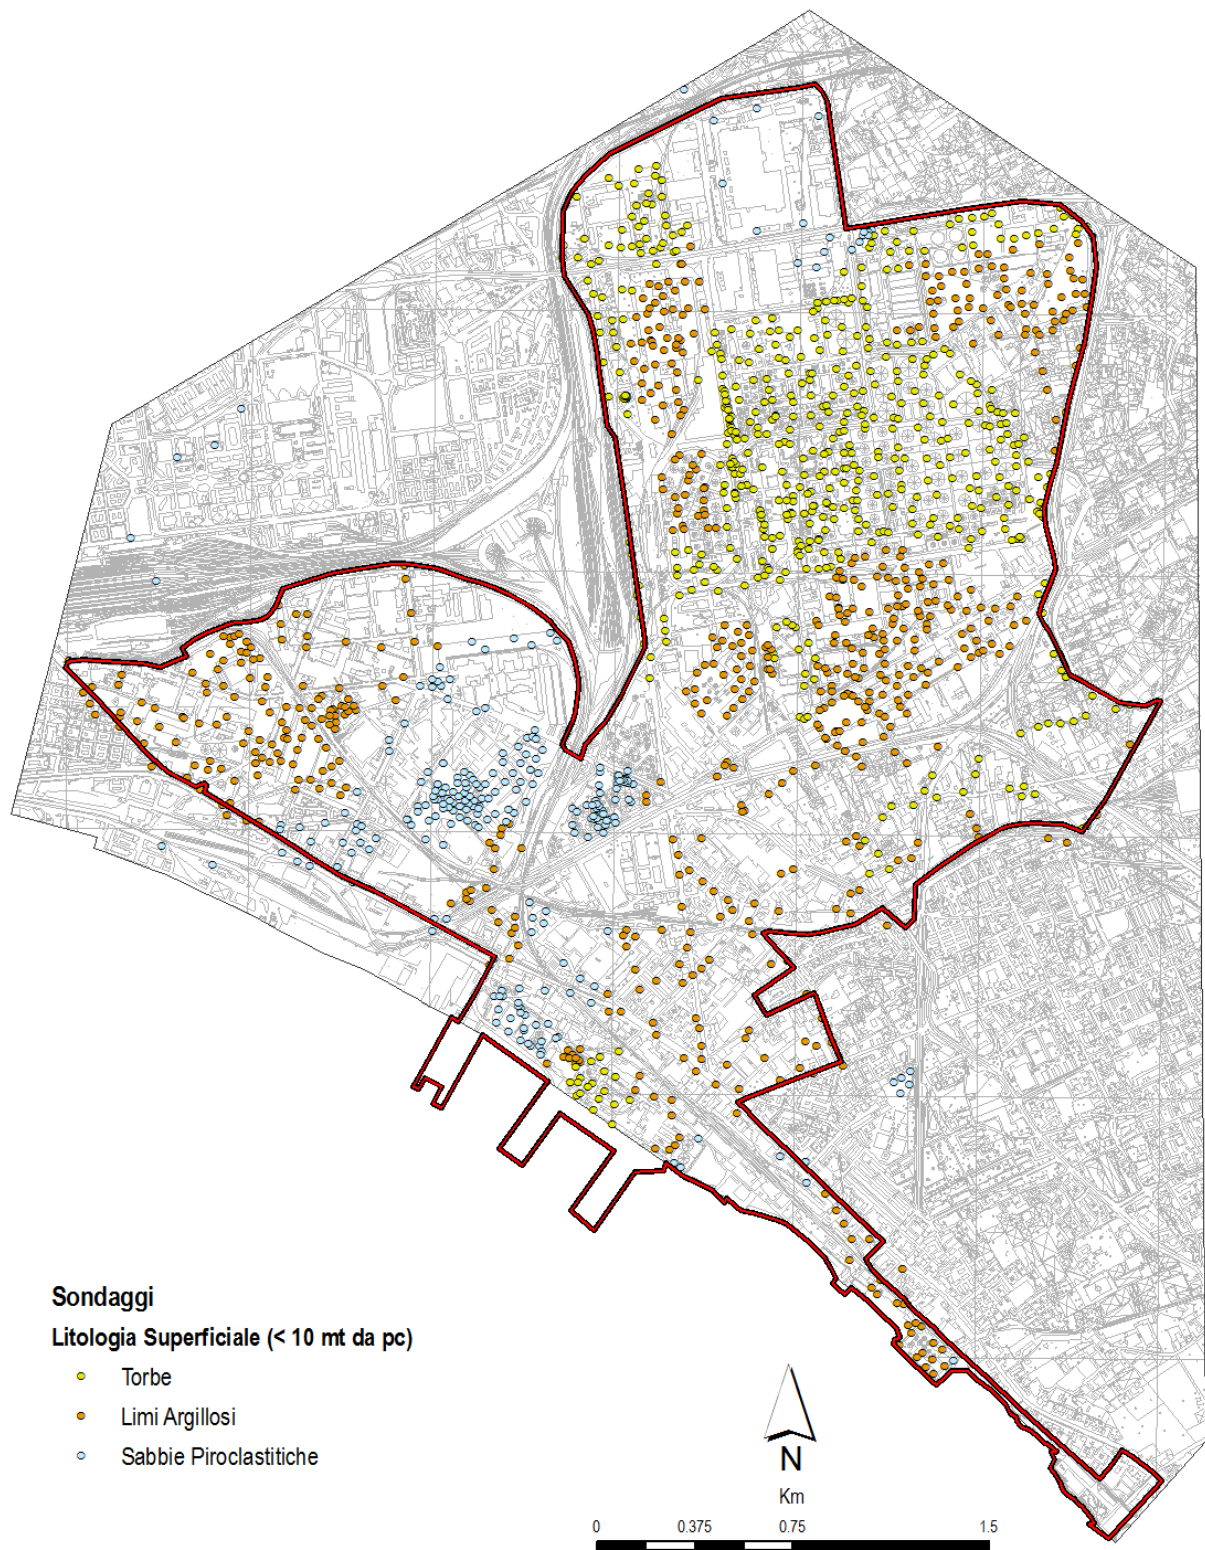 Sondaggi
Litologia Superficiale (< 10 mt da pc)
Torbe
Limi Argillosi
Sabbie Piroclastitiche
N
Km
0 0.375 0.75 1.5